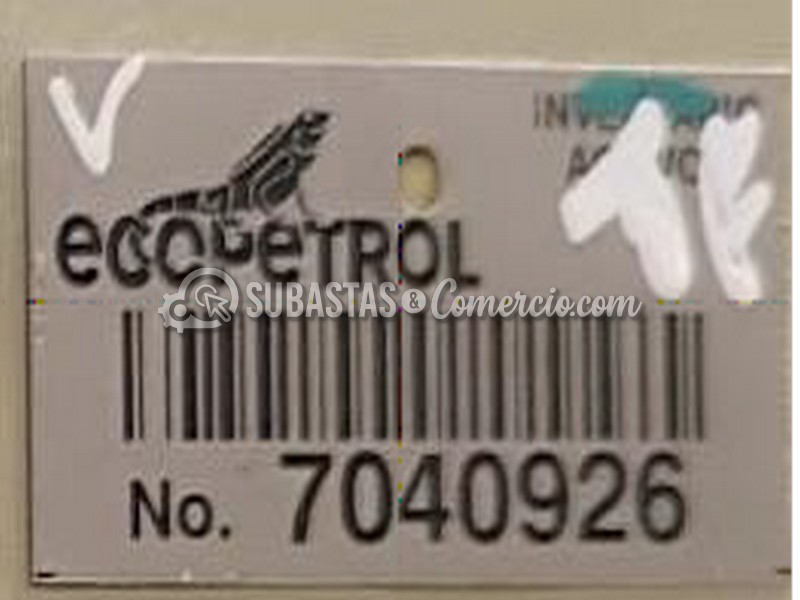 V
ecopeTROL
SUBASTAS&Comercio.com
No. 7040926